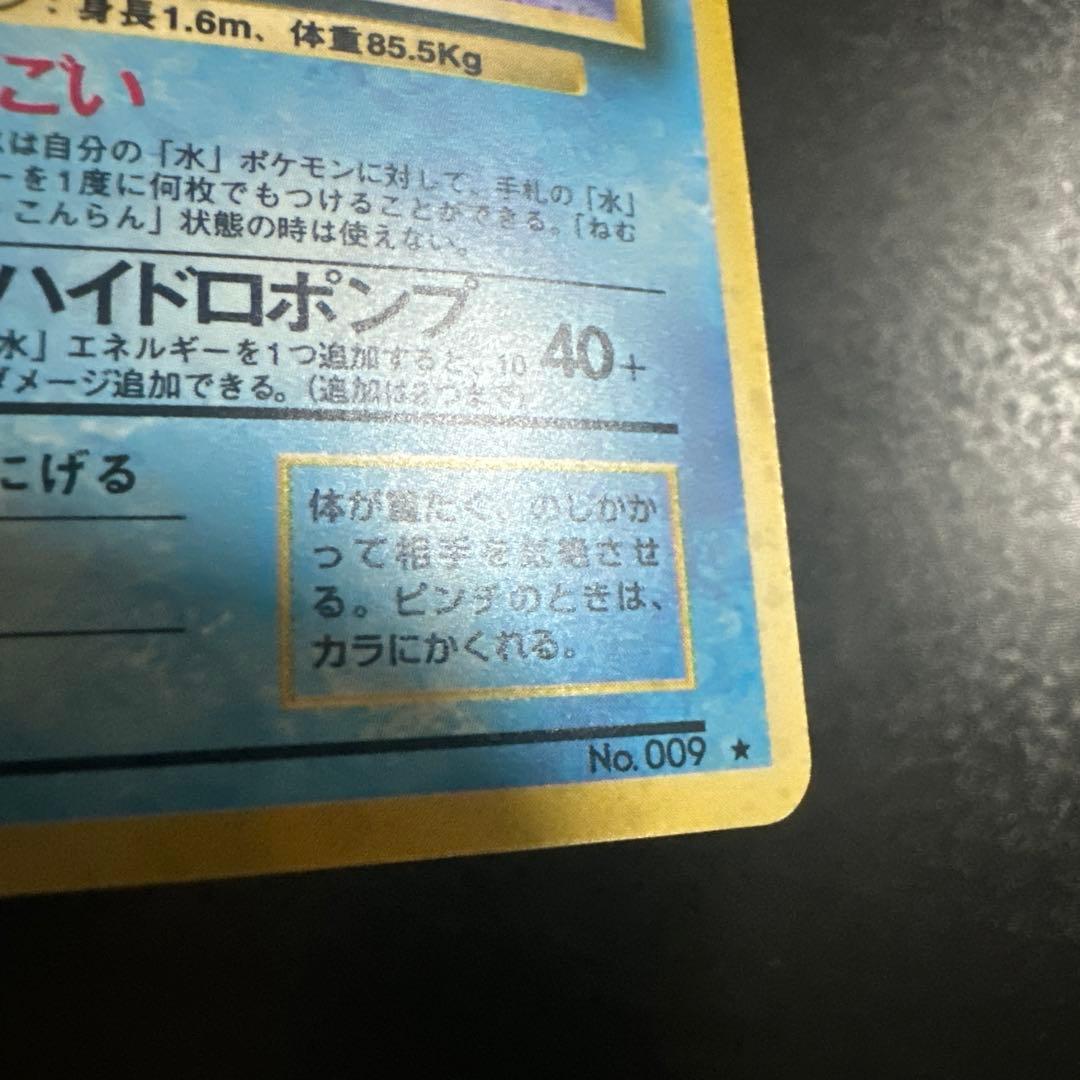 ：身長1.6m、体重85.5Kg
ごい
は自分の「水」ポケモンに対して、手札の「水」
ーを1度に何枚でもつけることができる。「ねむ
こんらん」状態の時は使えない。
ハイドロポンプ
水」エネルギーを1つ追加すると、10
ダメージ追加できる。（追加は2つまで）
40+
にげる
体が重たく、のしかか
って相手を気絶させ
る。ピンチのときは、
カラにかくれる。
No.009 ★